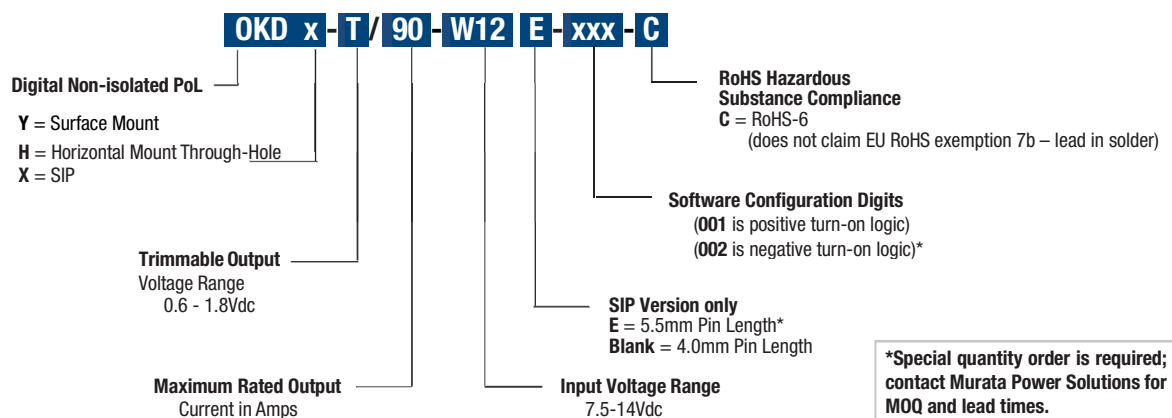 OKD x - T / 90 - W12 E - xxx - C
Digital Non-isolated PoL
Y = Surface Mount
H = Horizontal Mount Through-Hole
X = SIP
RoHS Hazardous
Substance Compliance
C = RoHS-6
(does not claim EU RoHS exemption 7b – lead in solder)
Software Configuration Digits
(001 is positive turn-on logic)
(002 is negative turn-on logic)*
Trimmable Output
Voltage Range
0.6 - 1.8Vdc
SIP Version only
E = 5.5mm Pin Length*
Blank = 4.0mm Pin Length
Maximum Rated Output
Current in Amps
Input Voltage Range
7.5-14Vdc
*Special quantity order is required;
contact Murata Power Solutions for
MOQ and lead times.